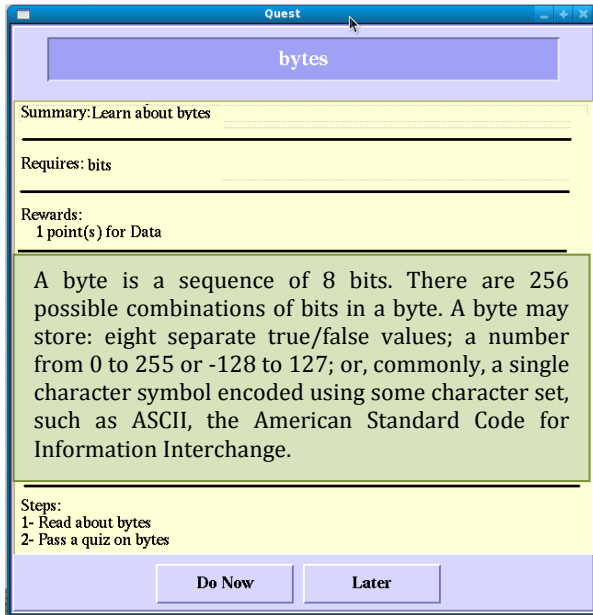 Quest
bytes
Summary:Learn about bytes
Requires: bits
Rewards:
1 point(s) for Data
A byte is a sequence of 8 bits. There are 256
possible combinations of bits in a byte. A byte may
store: eight separate true/false values; a number
from 0 to 255 or -128 to 127; or, commonly, a single
character symbol encoded using some character set,
such as ASCII, the American Standard Code for
Information Interchange.
Steps:
1- Read about bytes
2- Pass a quiz on bytes
Do Now Later